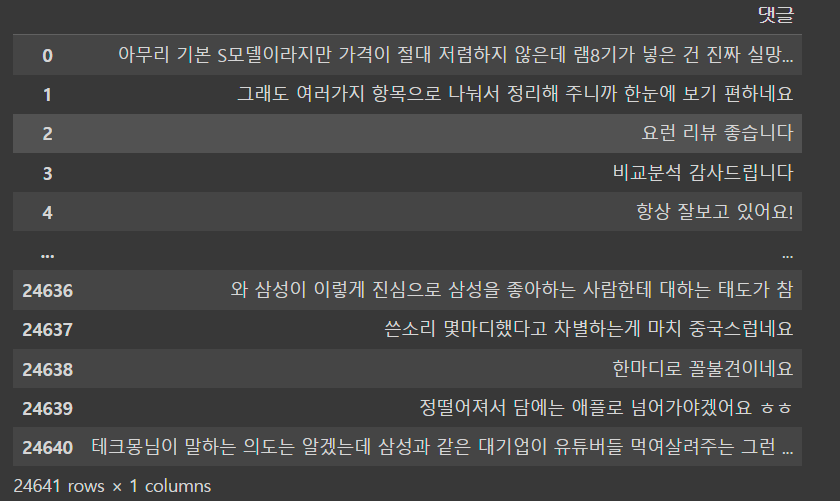 댓글
0 아무리 기본 S모델이라지만 가격이 절대 저렴하지 않은데 램8기가 넣은 건 진짜 실망...
1 그래도 여러가지 항목으로 나눠서 정리해 주니까 한눈에 보기 편하네요
2 요런 리뷰 좋습니다
3 비교분석 감사드립니다
4 항상 잘보고 있어요!
... ...
24636 와 삼성이 이렇게 진심으로 삼성을 좋아하는 사람한테 대하는 태도가 참
24637 쓴소리 몇마디했다고 차별하는게 마치 중국스럽네요
24638 한마디로 꼴불견이네요
24639 정떨어져서 담에는 애플로 넘어가야겠어요 ㅎㅎ
24640 테크몽님이 말하는 의도는 알겠는데 삼성과 같은 대기업이 유튜버들 먹여살려주는 그런 ...
24641 rows × 1 columns